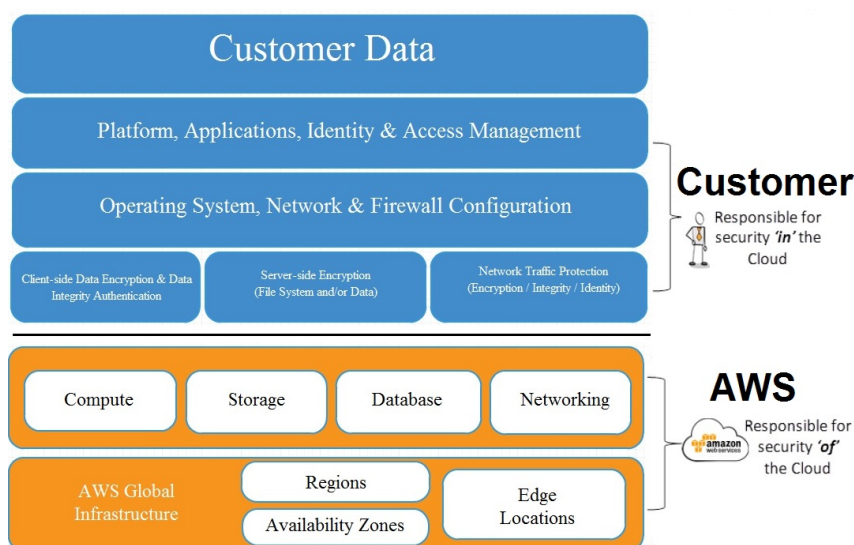 Customer Data
Platform, Applications, Identity & Access Management
Operating System, Network & Firewall Configuration
Client-side Data Encryption & Data
Integrity Authentication
Server-side Encryption
(File System and/or Data)
Network Traffic Protection
(Encryption / Integrity / Identity)
Customer
Responsible for
security 'in' the
Cloud
Compute
Storage
Database
Networking
AWS
amazon
web services
Responsible for
security 'of'
the Cloud
AWS Global
Infrastructure
Regions
Availability Zones
Edge
Locations